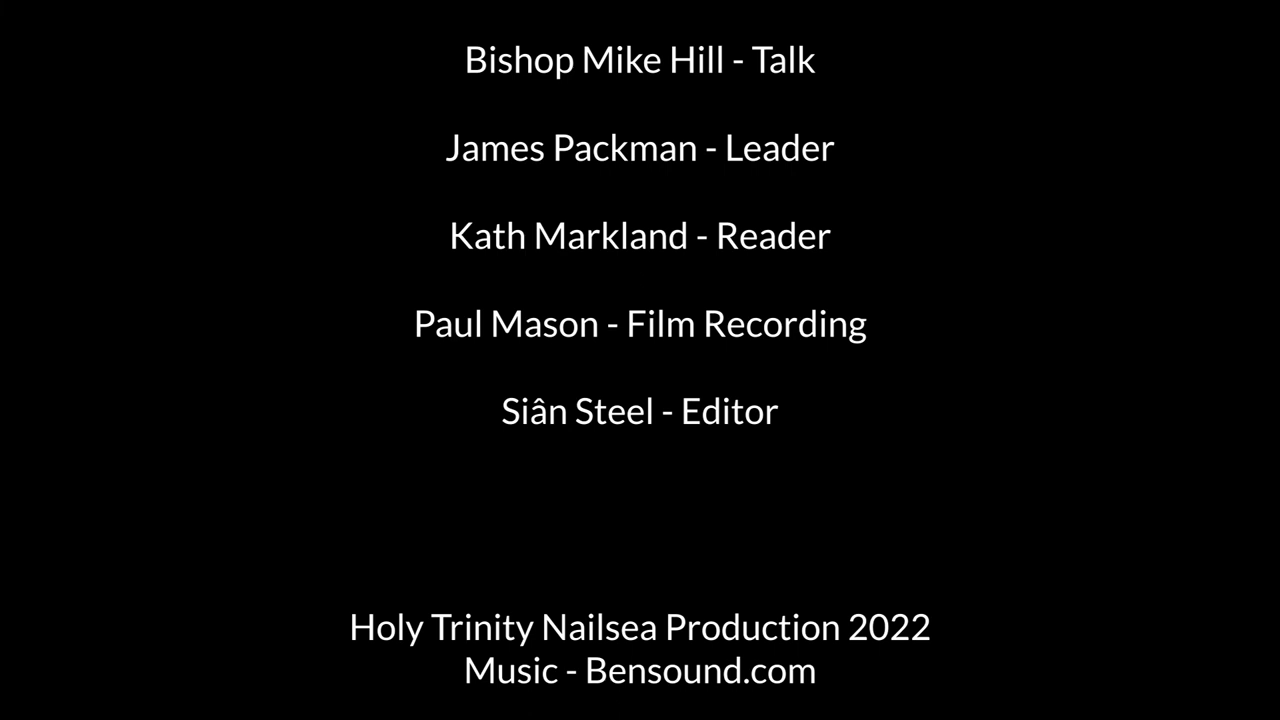 Bishop Mike Hill - Talk
James Packman - Leader
Kath Markland - Reader
Paul Mason - Film Recording
Siân Steel - Editor
Holy Trinity Nailsea Production 2022
Music - Bensound.com